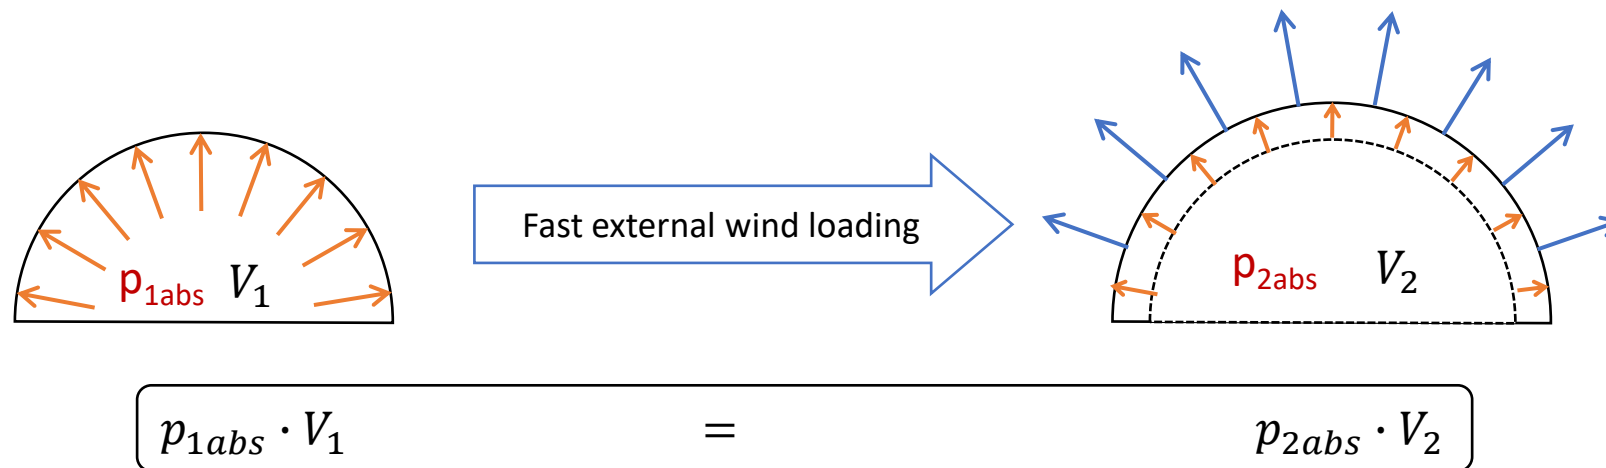 Fast external wind loading
p₁abs V₁
p₂abs V₂
p₁abs · V₁ = p₂abs · V₂